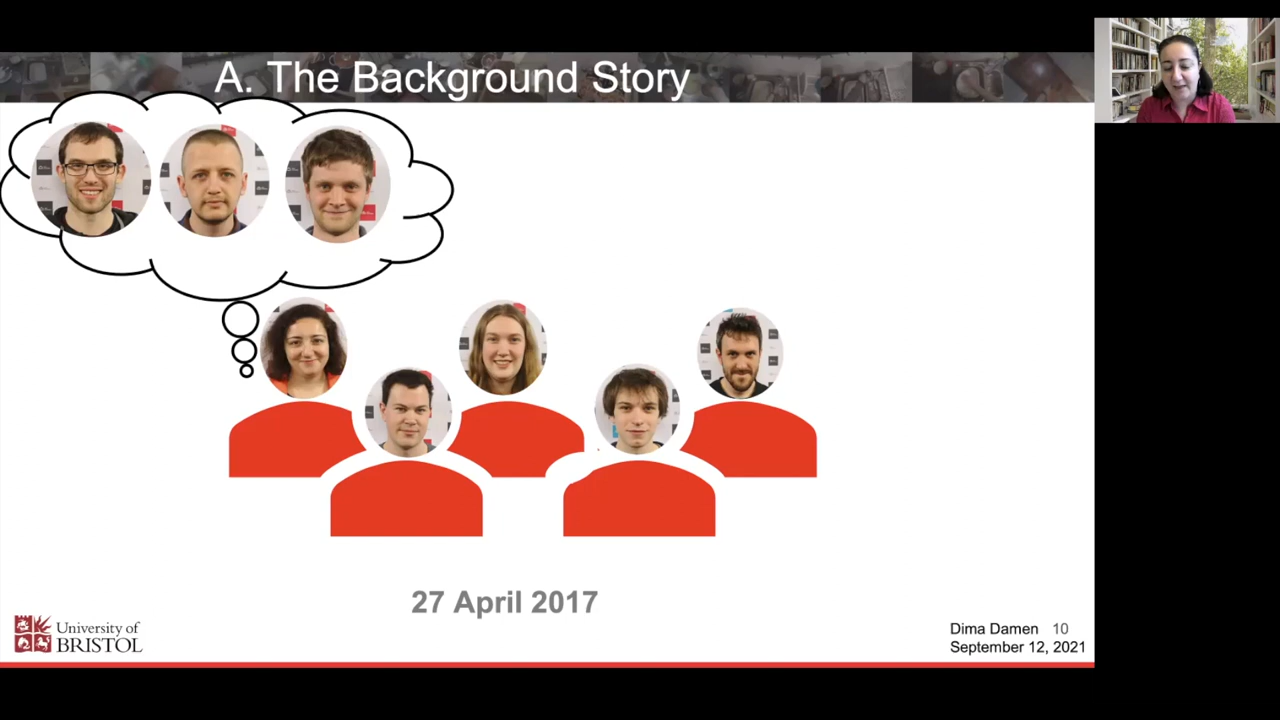 A. The Background Story
27 April 2017
University of
BRISTOL
Dima Damen 10
September 12, 2021